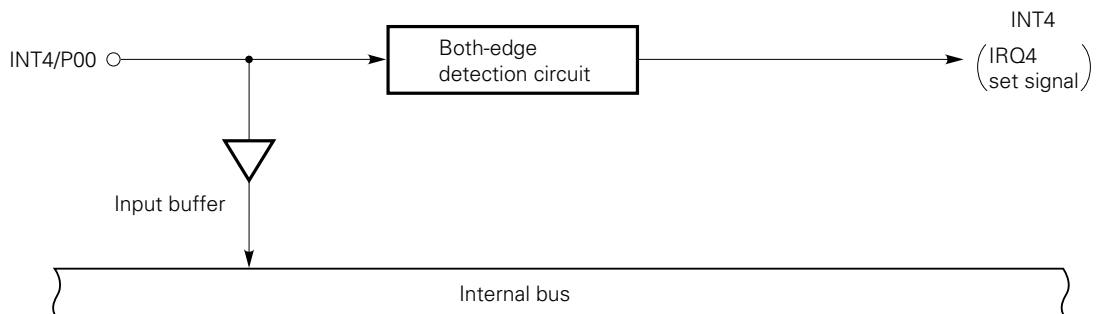 INT4
INT4/P00
Both-edge
detection circuit
(IRQ4
set signal)
Input buffer
Internal bus